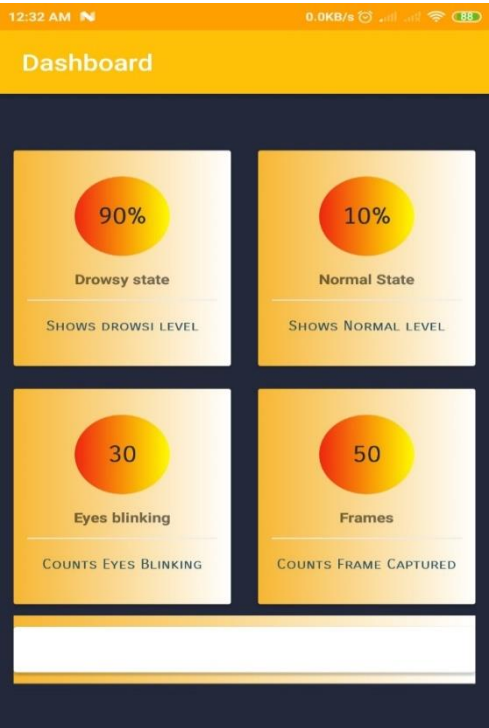 12:32 AM N 0.0KB/s 88
Dashboard
90% 10%
Drowsy state Normal State
Shows drowsi level Shows Normal level
30 50
Eyes blinking Frames
Counts Eyes Blinking Counts Frame Captured